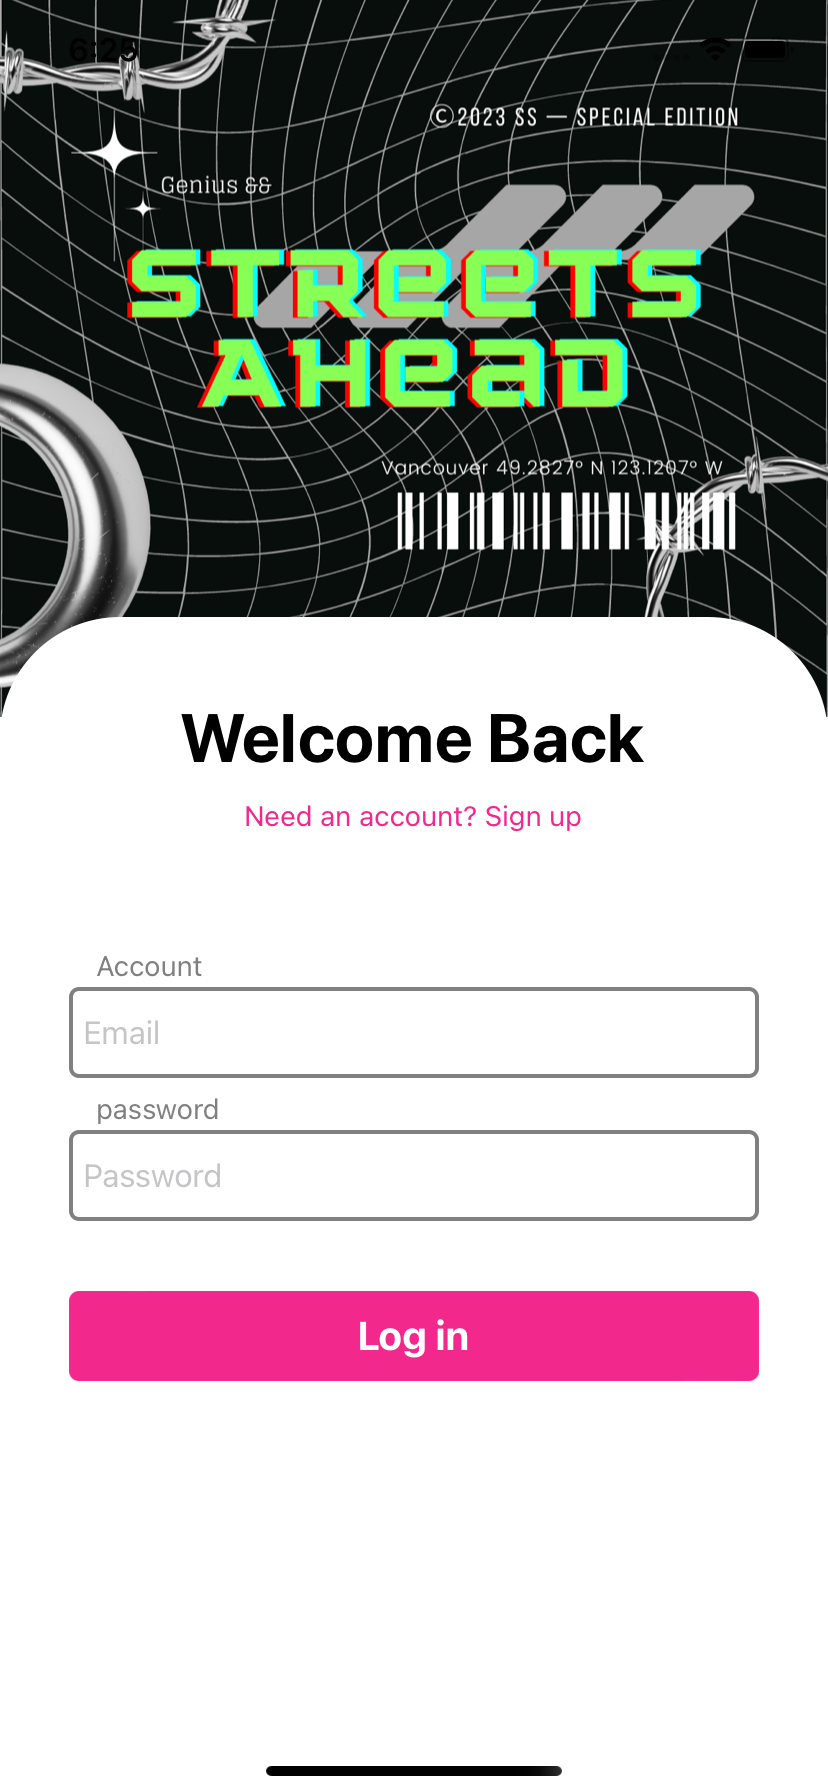 6:25
©2023 SS — SPECIAL EDITION
Genius &&
STREETS
AHEAD
Vancouver 49.2827° N 123.1207° W
Welcome Back
Need an account? Sign up
Account
Email
password
Password
Log in